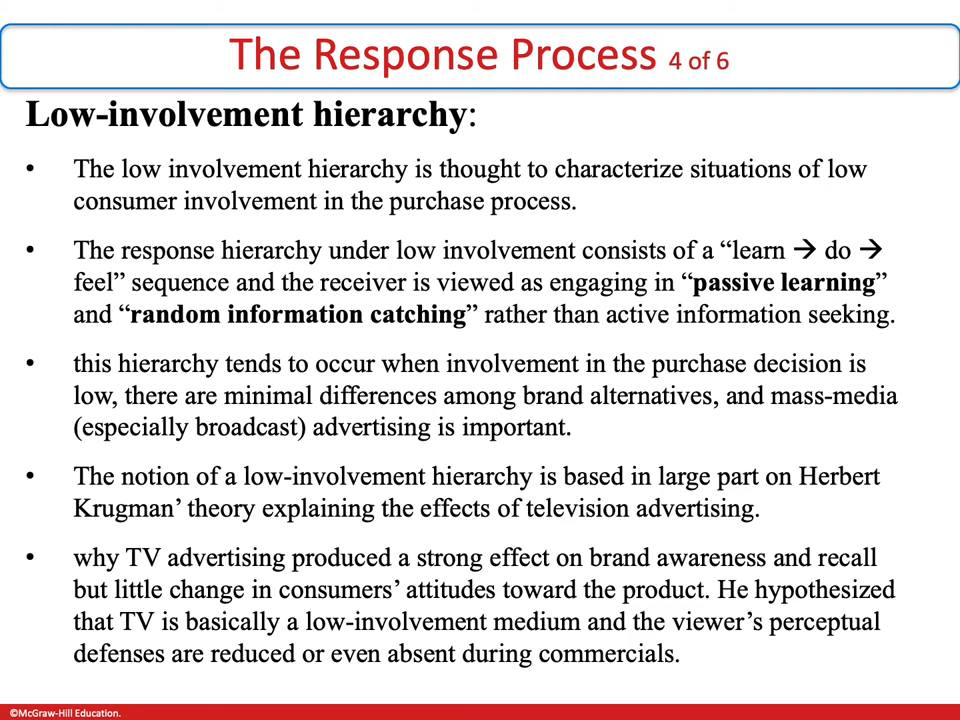 The Response Process 4 of 6
Low-involvement hierarchy:
• The low involvement hierarchy is thought to characterize situations of low
consumer involvement in the purchase process.
• The response hierarchy under low involvement consists of a “learn → do →
feel” sequence and the receiver is viewed as engaging in “passive learning”
and “random information catching” rather than active information seeking.
• this hierarchy tends to occur when involvement in the purchase decision is
low, there are minimal differences among brand alternatives, and mass-media
(especially broadcast) advertising is important.
• The notion of a low-involvement hierarchy is based in large part on Herbert
Krugman’ theory explaining the effects of television advertising.
• why TV advertising produced a strong effect on brand awareness and recall
but little change in consumers’ attitudes toward the product. He hypothesized
that TV is basically a low-involvement medium and the viewer’s perceptual
defenses are reduced or even absent during commercials.
©McGraw-Hill Education.